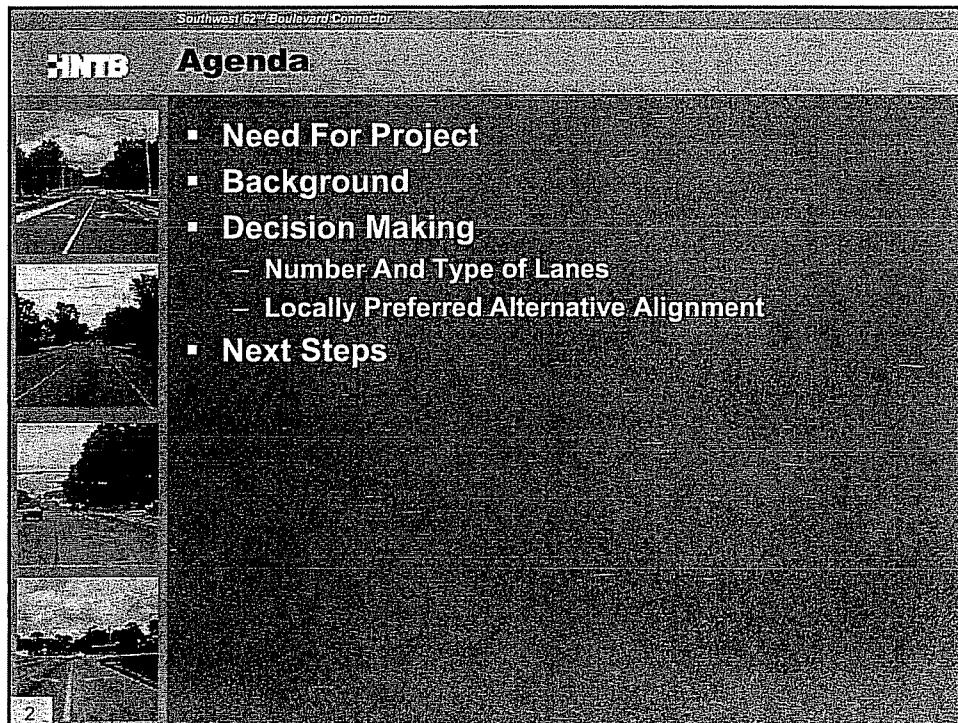 Southwest 62nd Boulevard Connector
HNTB
Agenda
▪ Need For Project
▪ Background
▪ Decision Making
– Number And Type of Lanes
– Locally Preferred Alternative Alignment
▪ Next Steps
2